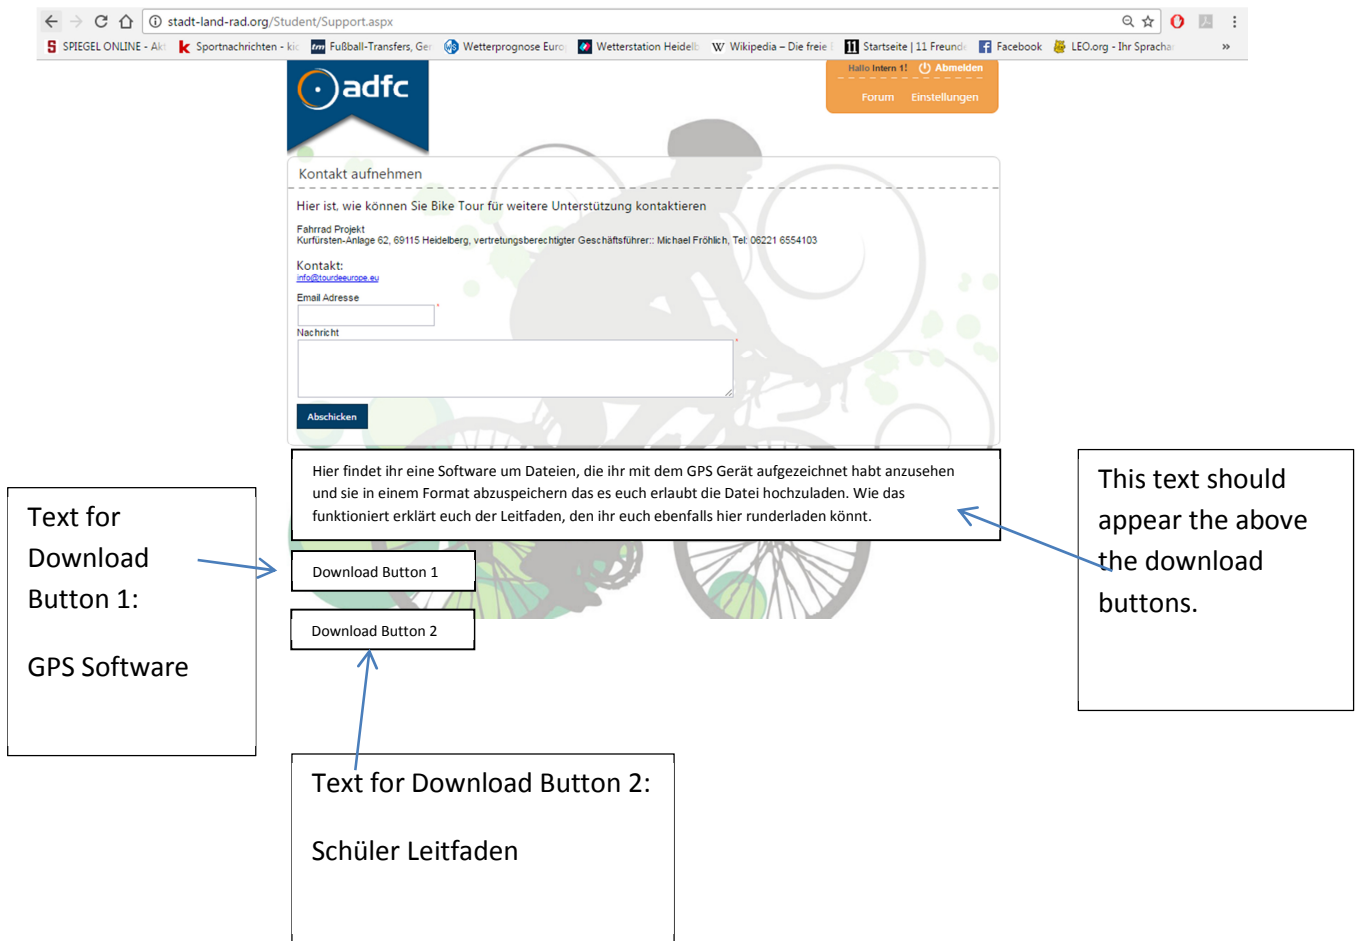 stadt-land-rad.org/Student/Support.aspx
SPIEGEL ONLINE - Ak Sportnachrichten - kic Fußball-Transfers, Ger Wetterprognose Euro Wetterstation Heidelb Wikipedia – Die freie Startseite | 11 Freund Facebook LEO.org - Ihr Spracha »
adfc
Hallo Intern 1! Abmelden
Forum Einstellungen
Kontakt aufnehmen
Hier ist, wie können Sie Bike Tour für weitere Unterstützung kontaktieren
Fahrrad Projekt
Kurfürsten-Anlage 62, 69115 Heidelberg, vertretungsberechtigter Geschäftsführer:: Michael Fröhlich, Tel: 06221 6554103
Kontakt:
info@tourdeeurope.eu
Email Adresse
*
Nachricht
*
Abschicken
Hier findet ihr eine Software um Dateien, die ihr mit dem GPS Gerät aufgezeichnet habt anzusehen
und sie in einem Format abzuspeichern das es euch erlaubt die Datei hochzuladen. Wie das
funktioniert erklärt euch der Leitfaden, den ihr euch ebenfalls hier runderladen könnt.
This text should
appear the above
the download
buttons.
Text for
Download
Button 1:
GPS Software
Download Button 1
Download Button 2
Text for Download Button 2:
Schüler Leitfaden